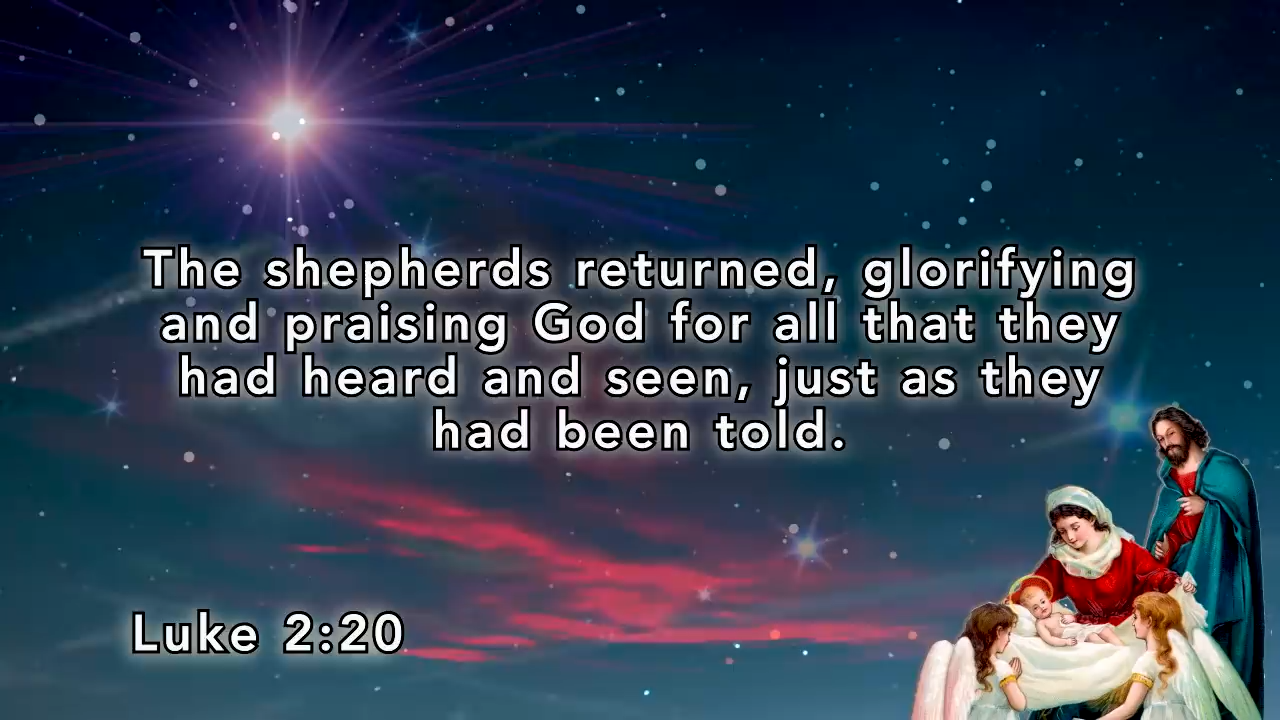 The shepherds returned, glorifying
and praising God for all that they
had heard and seen, just as they
had been told.
Luke 2:20